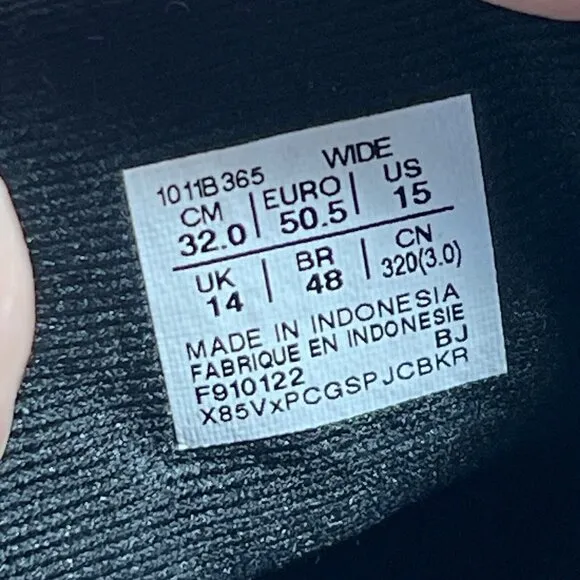 1011B365 WIDE
CM EURO US
32.0 50.5 15
UK BR CN
14 48 320(3.0)
MADE IN INDONESIA
FABRIQUE EN INDONESIE
F910122 BJ
X85VxPCGSPJCBKR